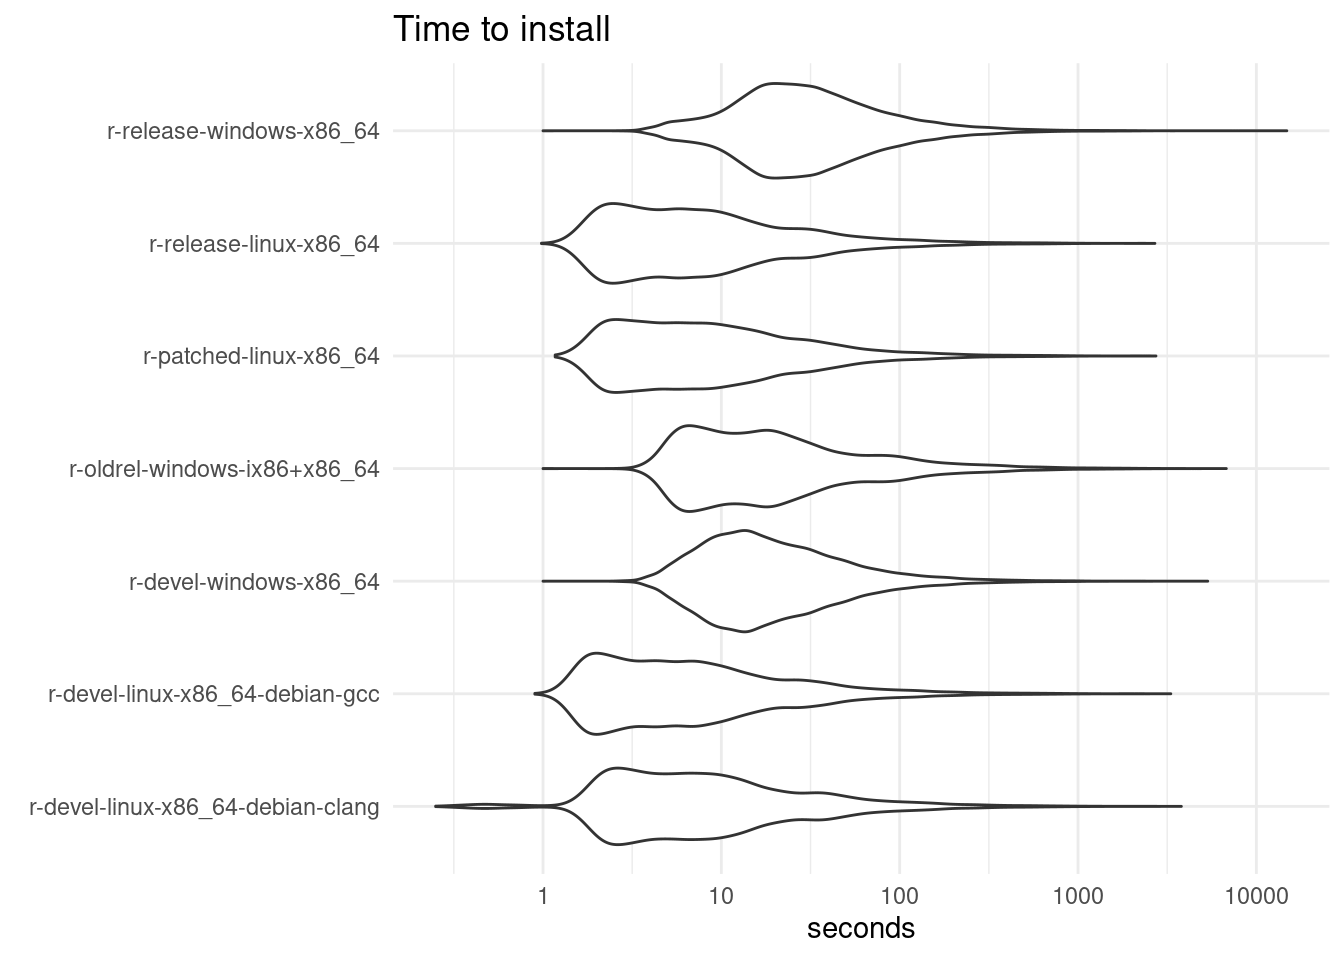 Time to install
r-release-windows-x86_64
r-release-linux-x86_64
r-patched-linux-x86_64
r-oldrel-windows-ix86+x86_64
r-devel-windows-x86_64
r-devel-linux-x86_64-debian-gcc
r-devel-linux-x86_64-debian-clang
1 10 100 1000 10000
seconds